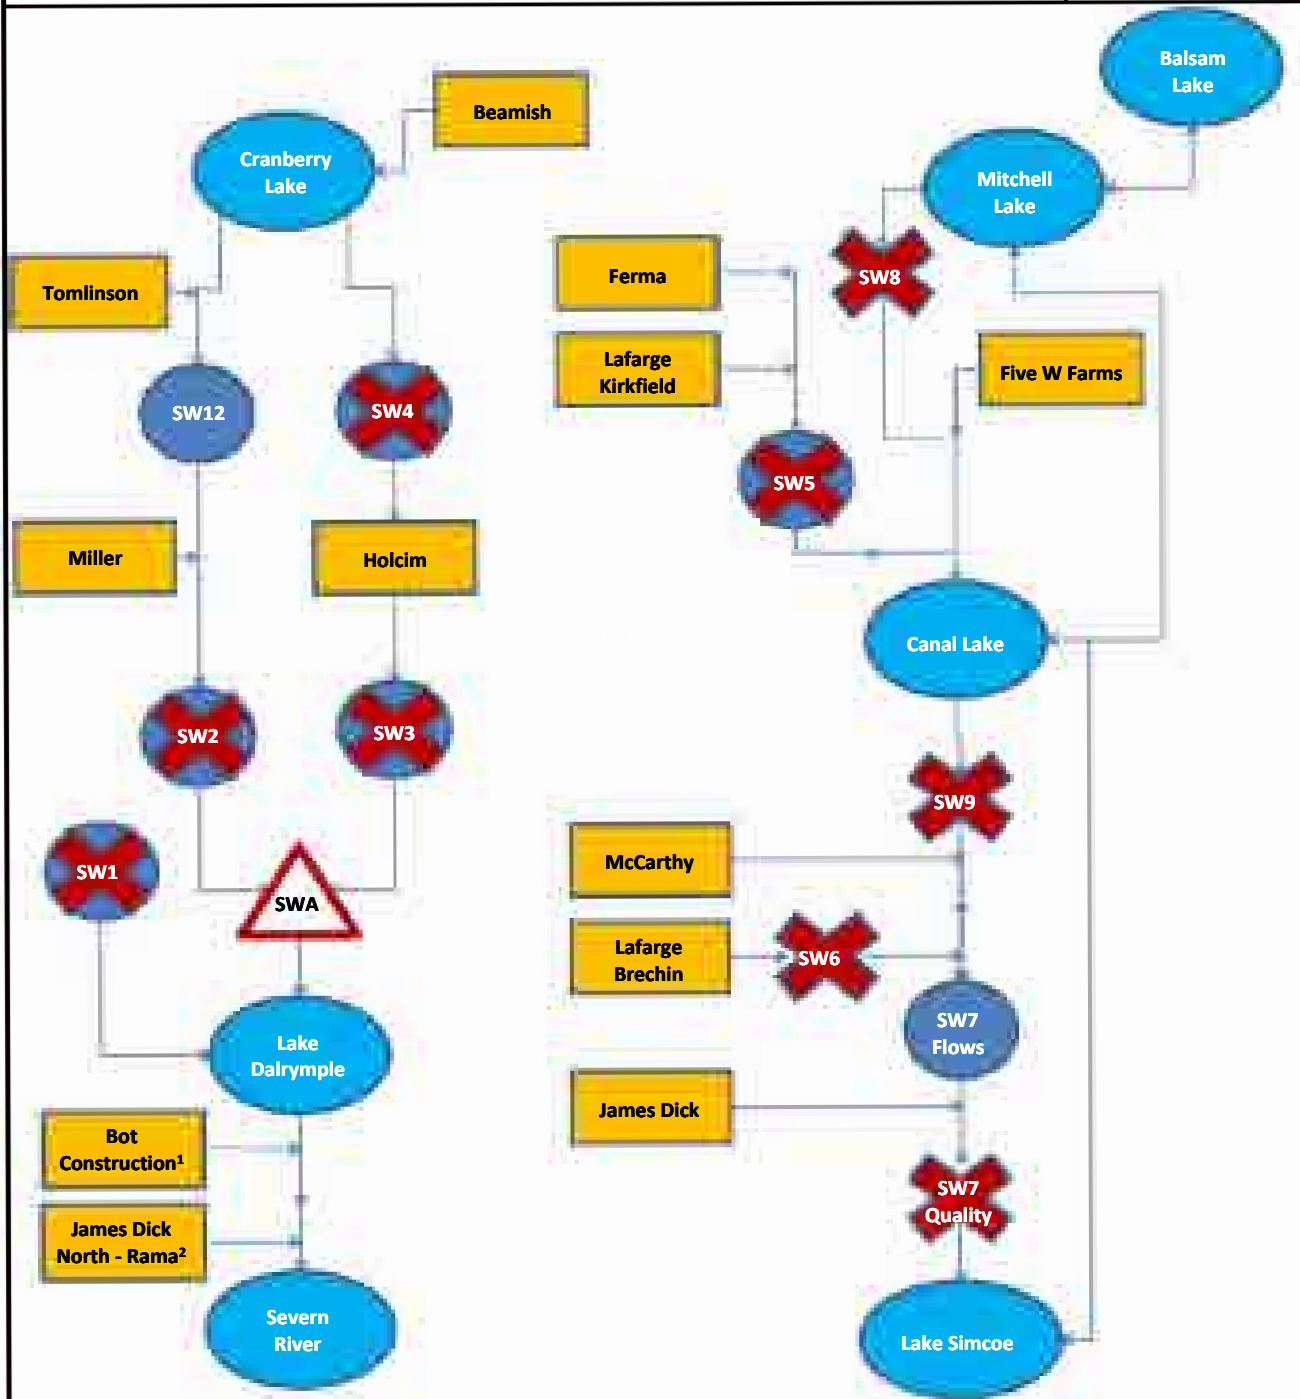 Balsam
Lake
Beamish
Cranberry
Lake
Mitchell
Lake
Tomlinson
Ferma
SW8
Lafarge
Kirkfield
Five W Farms
SW12
SW4
SW5
Miller
Holcim
Canal Lake
SW2
SW3
SW9
SW1
McCarthy
SWA
Lafarge
Brechin
SW6
SW7
Flows
Lake
Dalrymple
James Dick
Bot
Construction¹
SW7
Quality
James Dick
North - Rama²
Severn
River
Lake Simcoe